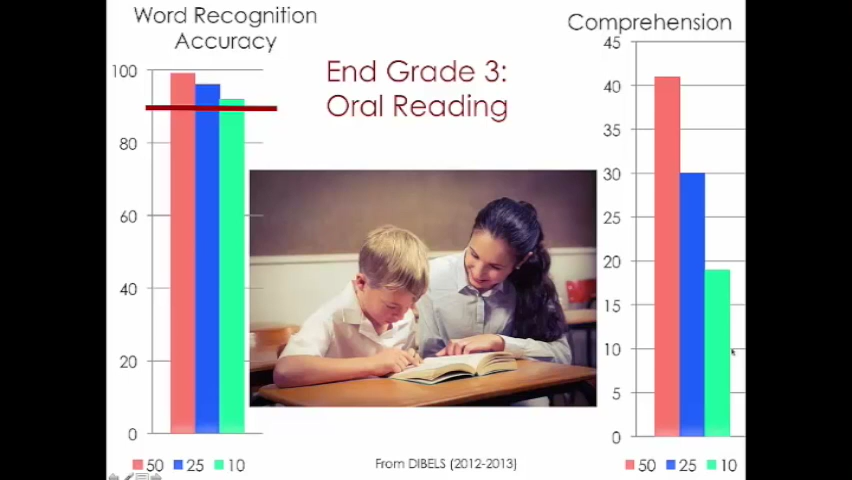 Word Recognition
Accuracy
100
80
60
40
20
0
50 25 10
End Grade 3:
Oral Reading
From DIBELS (2012-2013)
Comprehension
45
40
35
30
25
20
15
10
5
0
50 25 10